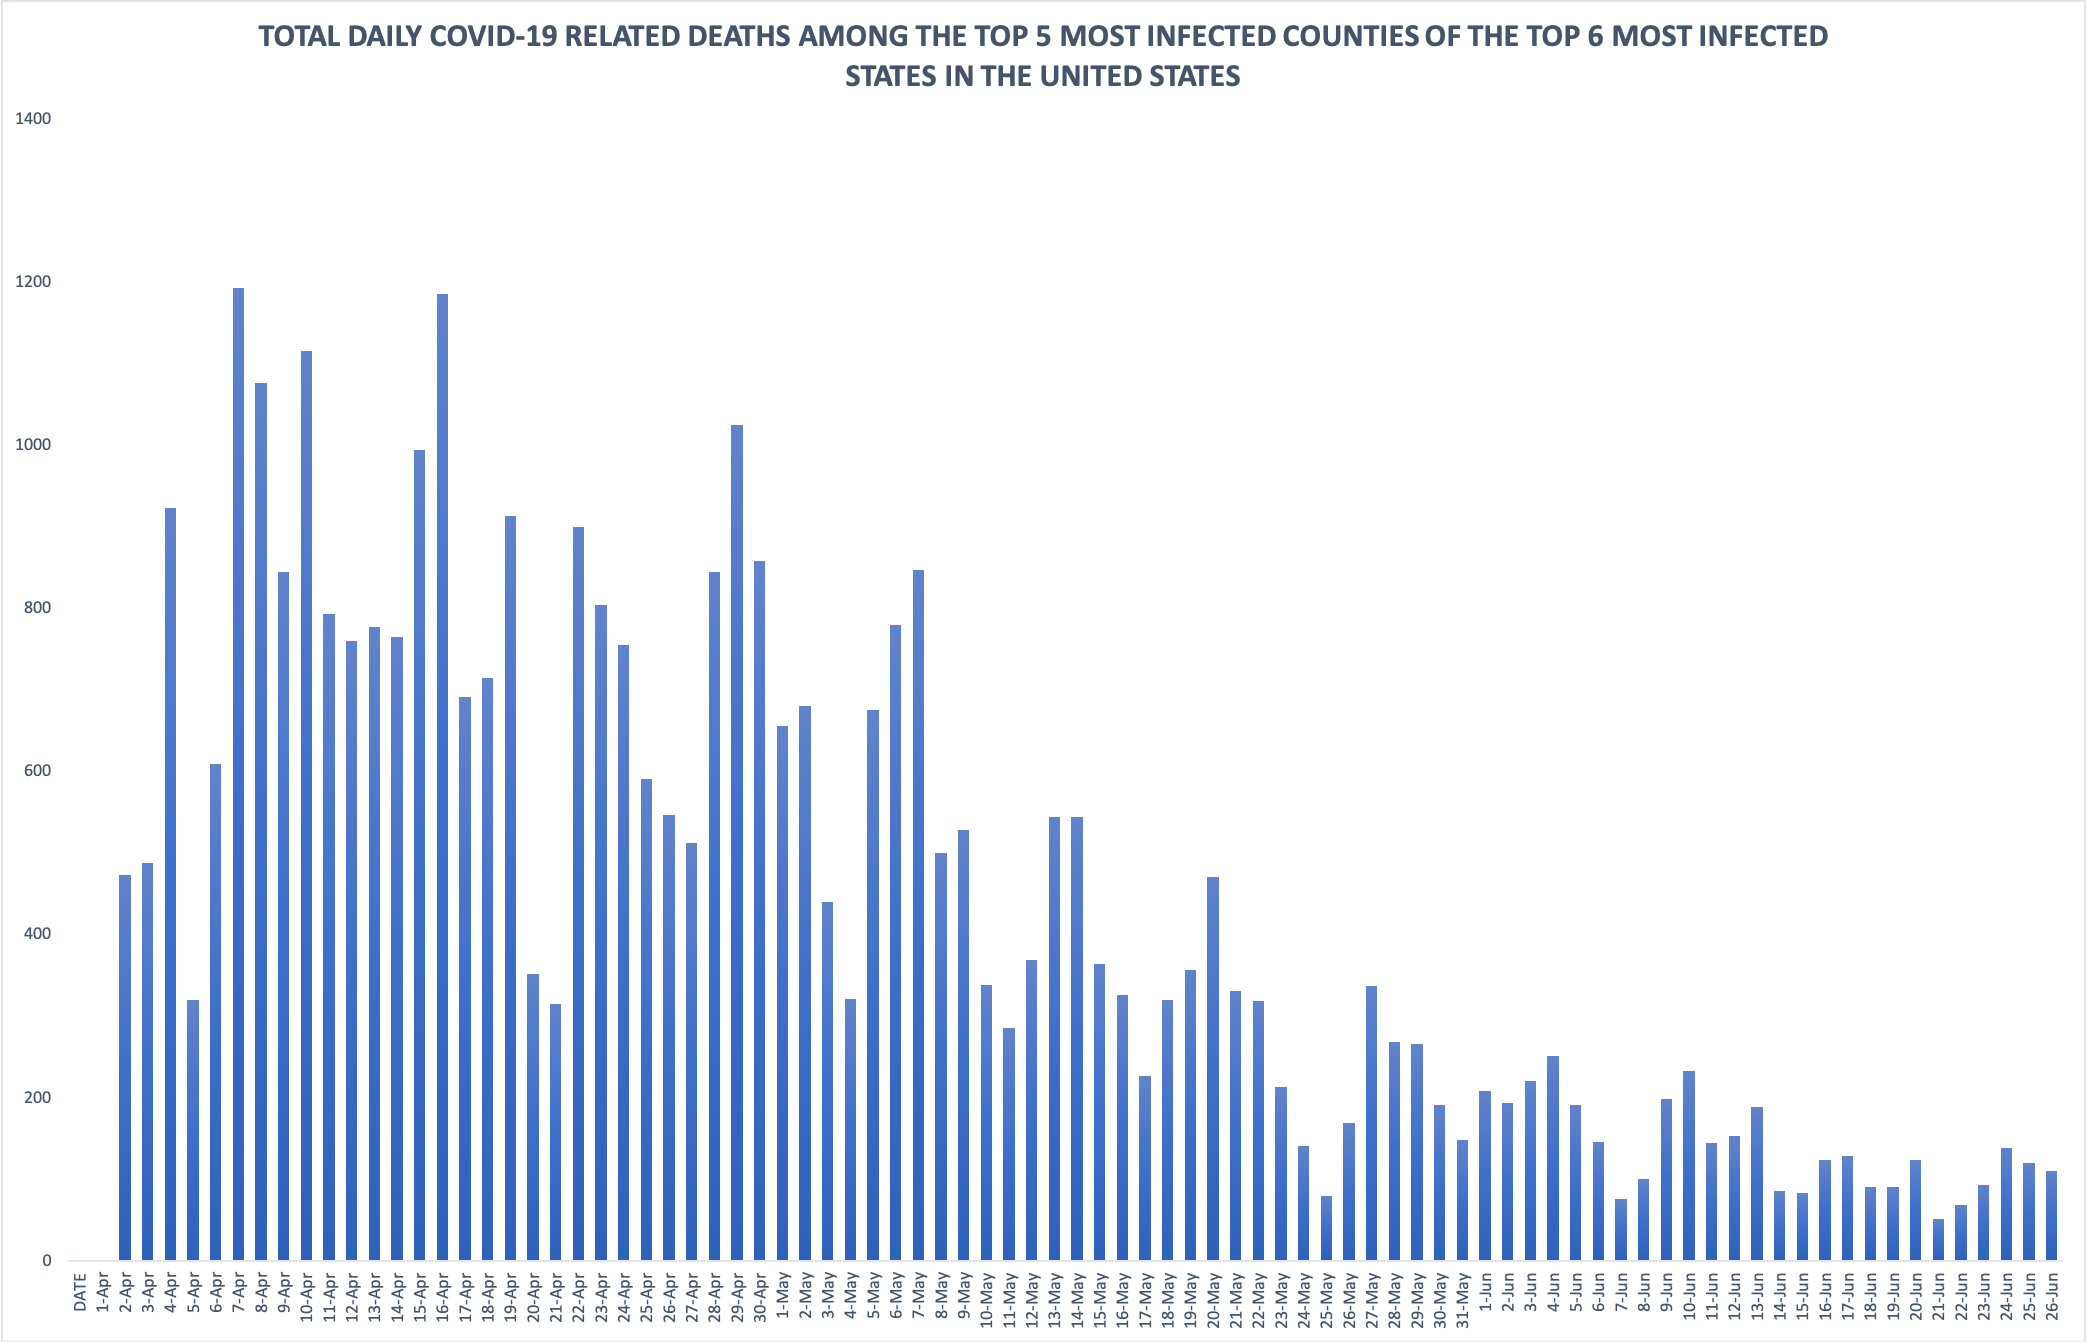 TOTAL DAILY COVID-19 RELATED DEATHS AMONG THE TOP 5 MOST INFECTED COUNTIES OF THE TOP 6 MOST INFECTED
STATES IN THE UNITED STATES
1400
1200
1000
800
600
400
200
0
DATE
1-Apr
2-Apr
3-Apr
4-Apr
5-Apr
6-Apr
7-Apr
8-Apr
9-Apr
10-Apr
11-Apr
12-Apr
13-Apr
14-Apr
15-Apr
16-Apr
17-Apr
18-Apr
19-Apr
20-Apr
21-Apr
22-Apr
23-Apr
24-Apr
25-Apr
26-Apr
27-Apr
28-Apr
29-Apr
30-Apr
1-May
2-May
3-May
4-May
5-May
6-May
7-May
8-May
9-May
10-May
11-May
12-May
13-May
14-May
15-May
16-May
17-May
18-May
19-May
20-May
21-May
22-May
23-May
24-May
25-May
26-May
27-May
28-May
29-May
30-May
31-May
1-Jun
2-Jun
3-Jun
4-Jun
5-Jun
6-Jun
7-Jun
8-Jun
9-Jun
10-Jun
11-Jun
12-Jun
13-Jun
14-Jun
15-Jun
16-Jun
17-Jun
18-Jun
19-Jun
20-Jun
21-Jun
22-Jun
23-Jun
24-Jun
25-Jun
26-Jun